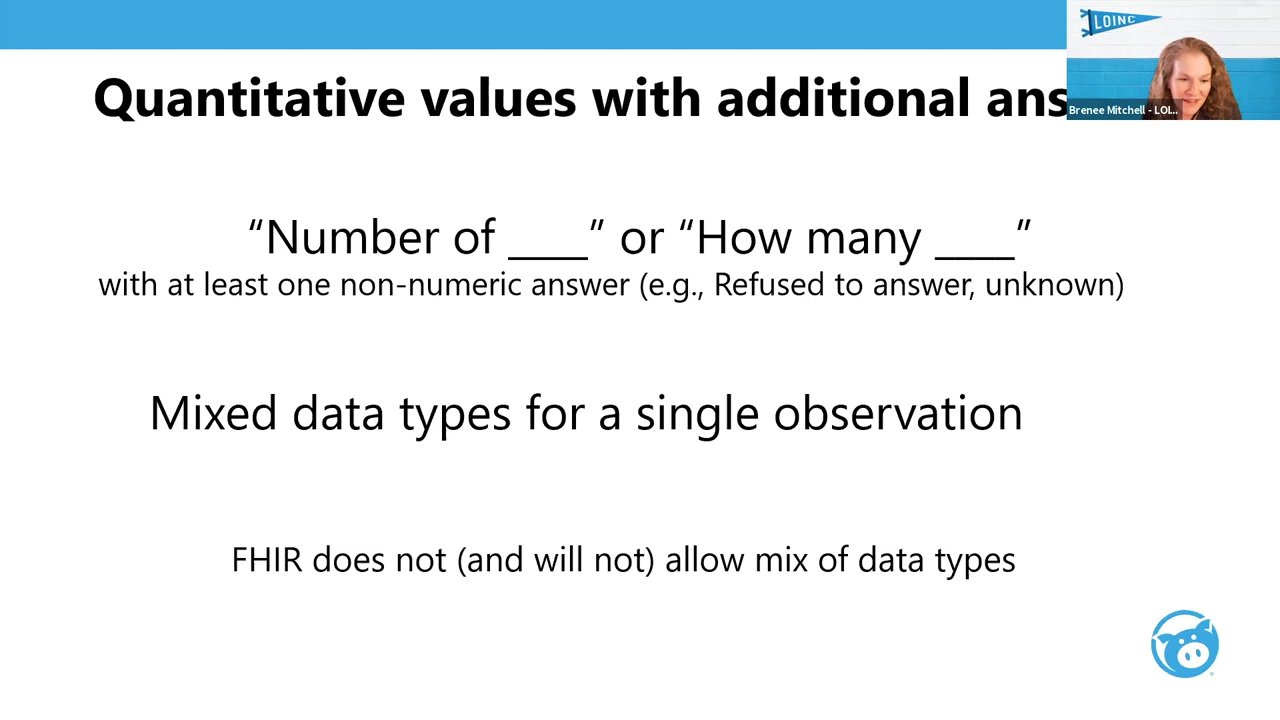 LOINC
Quantitative values with additional ans
Brenee Mitchell - LOI...
“Number of ____” or “How many ____”
with at least one non-numeric answer (e.g., Refused to answer, unknown)
Mixed data types for a single observation
FHIR does not (and will not) allow mix of data types